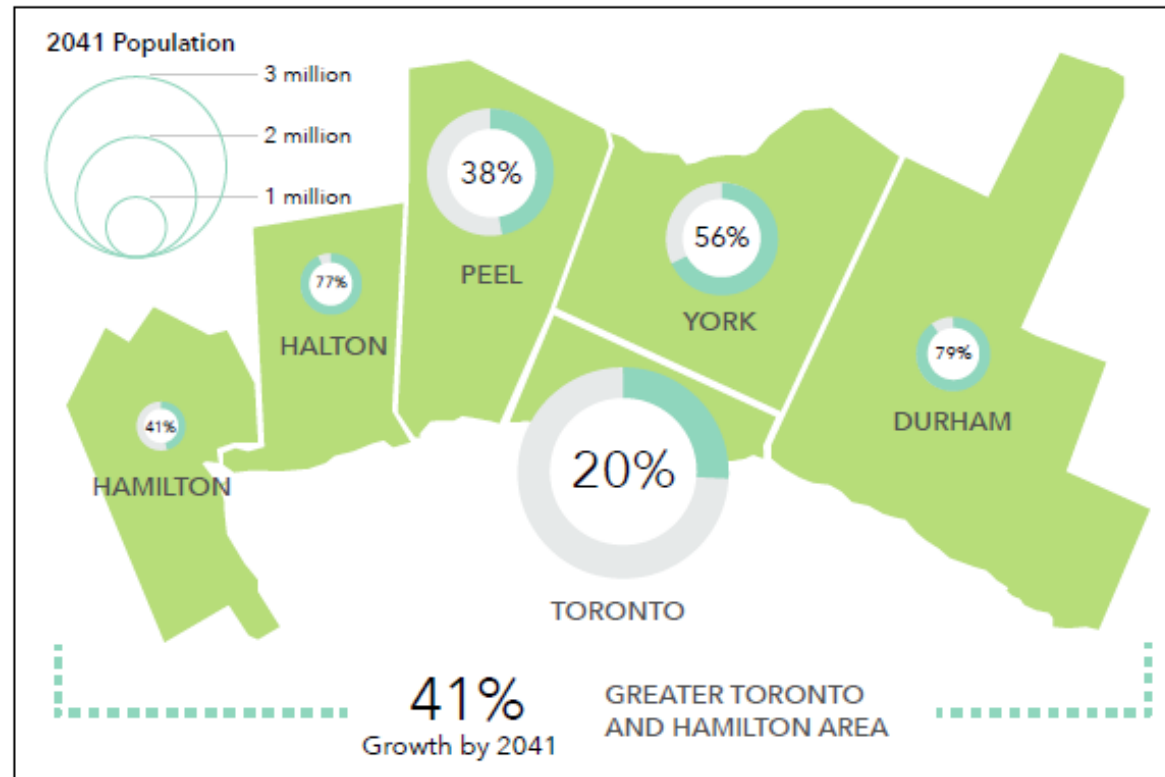 2041 Population
3 million
2 million
1 million
38%
PEEL
56%
YORK
77%
HALTON
79%
DURHAM
41%
HAMILTON
20%
TORONTO
41%
Growth by 2041
GREATER TORONTO
AND HAMILTON AREA